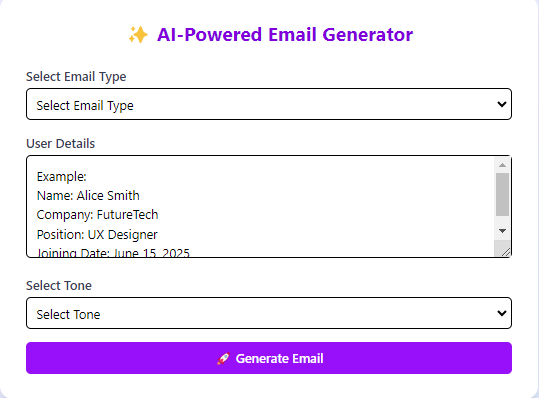 ✨ AI-Powered Email Generator
Select Email Type
Select Email Type
User Details
Example:
Name: Alice Smith
Company: FutureTech
Position: UX Designer
Joining Date: June 15, 2025
Select Tone
Select Tone
🚀 Generate Email